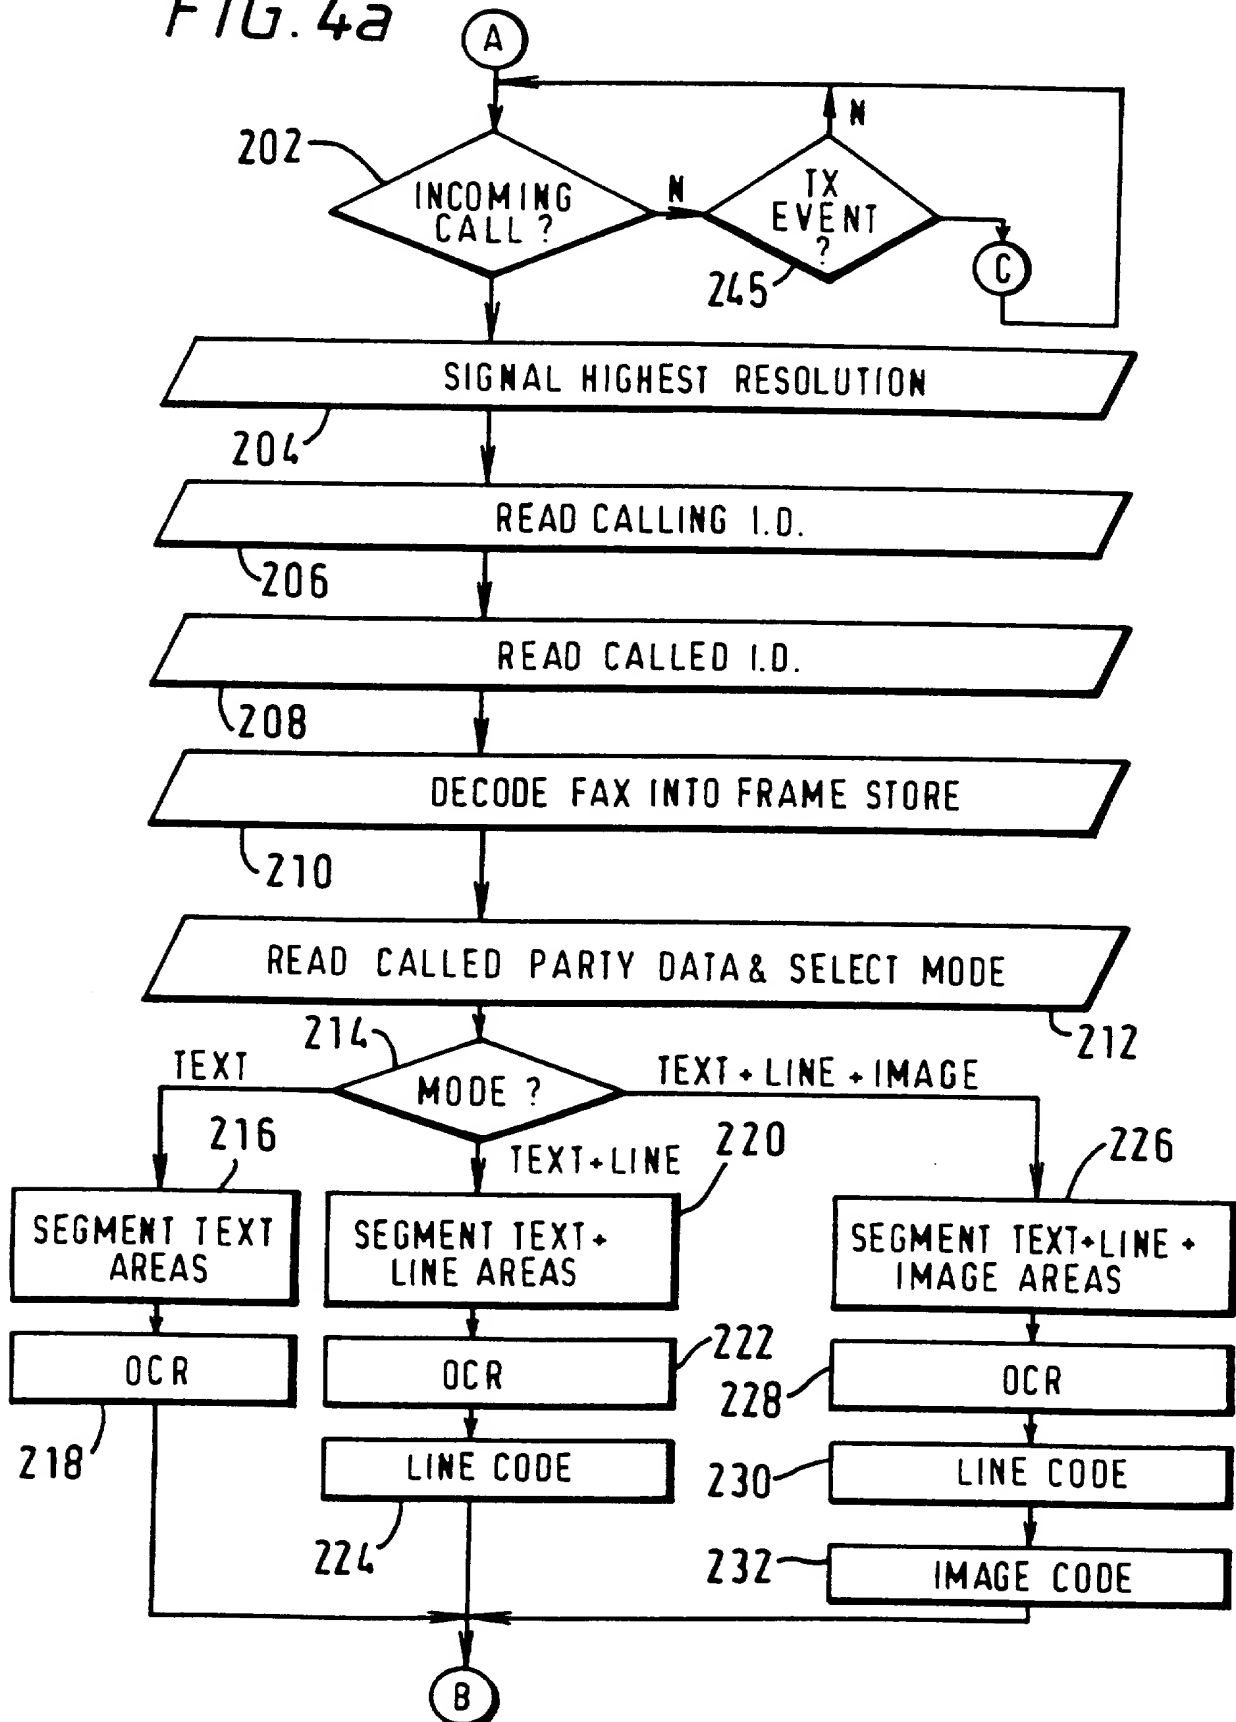 FIG. 4a
A
N
202
INCOMING
CALL ?
N
TX
EVENT
?
245
C
SIGNAL HIGHEST RESOLUTION
204
READ CALLING I.D.
206
READ CALLED I.D.
208
DECODE FAX INTO FRAME STORE
210
READ CALLED PARTY DATA & SELECT MODE
212
214
MODE ?
TEXT
TEXT + LINE + IMAGE
TEXT+LINE
216
220
226
SEGMENT TEXT
AREAS
SEGMENT TEXT +
LINE AREAS
SEGMENT TEXT+LINE +
IMAGE AREAS
OCR
218
OCR
222
OCR
228
LINE CODE
224
LINE CODE
230
IMAGE CODE
232
B